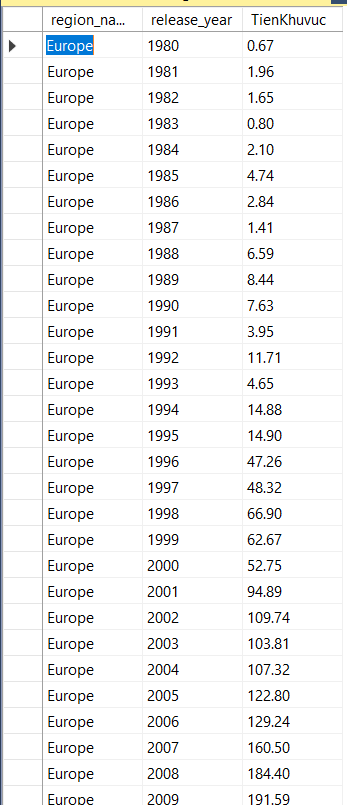 region_na... release_year TienKhuvuc
Europe 1980 0.67
Europe 1981 1.96
Europe 1982 1.65
Europe 1983 0.80
Europe 1984 2.10
Europe 1985 4.74
Europe 1986 2.84
Europe 1987 1.41
Europe 1988 6.59
Europe 1989 8.44
Europe 1990 7.63
Europe 1991 3.95
Europe 1992 11.71
Europe 1993 4.65
Europe 1994 14.88
Europe 1995 14.90
Europe 1996 47.26
Europe 1997 48.32
Europe 1998 66.90
Europe 1999 62.67
Europe 2000 52.75
Europe 2001 94.89
Europe 2002 109.74
Europe 2003 103.81
Europe 2004 107.32
Europe 2005 122.80
Europe 2006 129.24
Europe 2007 160.50
Europe 2008 184.40
Europe 2009 191.59